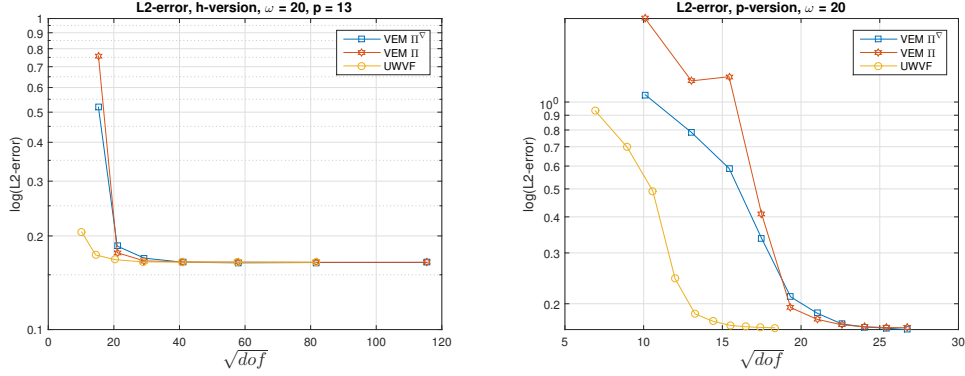 L2-error, h-version, ω = 20, p = 13
1
0.9
0.8
0.7
0.6
0.5
0.4
0.3
0.2
0.1
log(L2-error)
VEM Π^∇
VEM Π
UWVF
0 20 40 60 80 100 120
√dof
L2-error, p-version, ω = 20
10^0
0.9
0.8
0.7
0.6
0.5
0.4
0.3
0.2
log(L2-error)
VEM Π^∇
VEM Π
UWVF
5 10 15 20 25 30
√dof